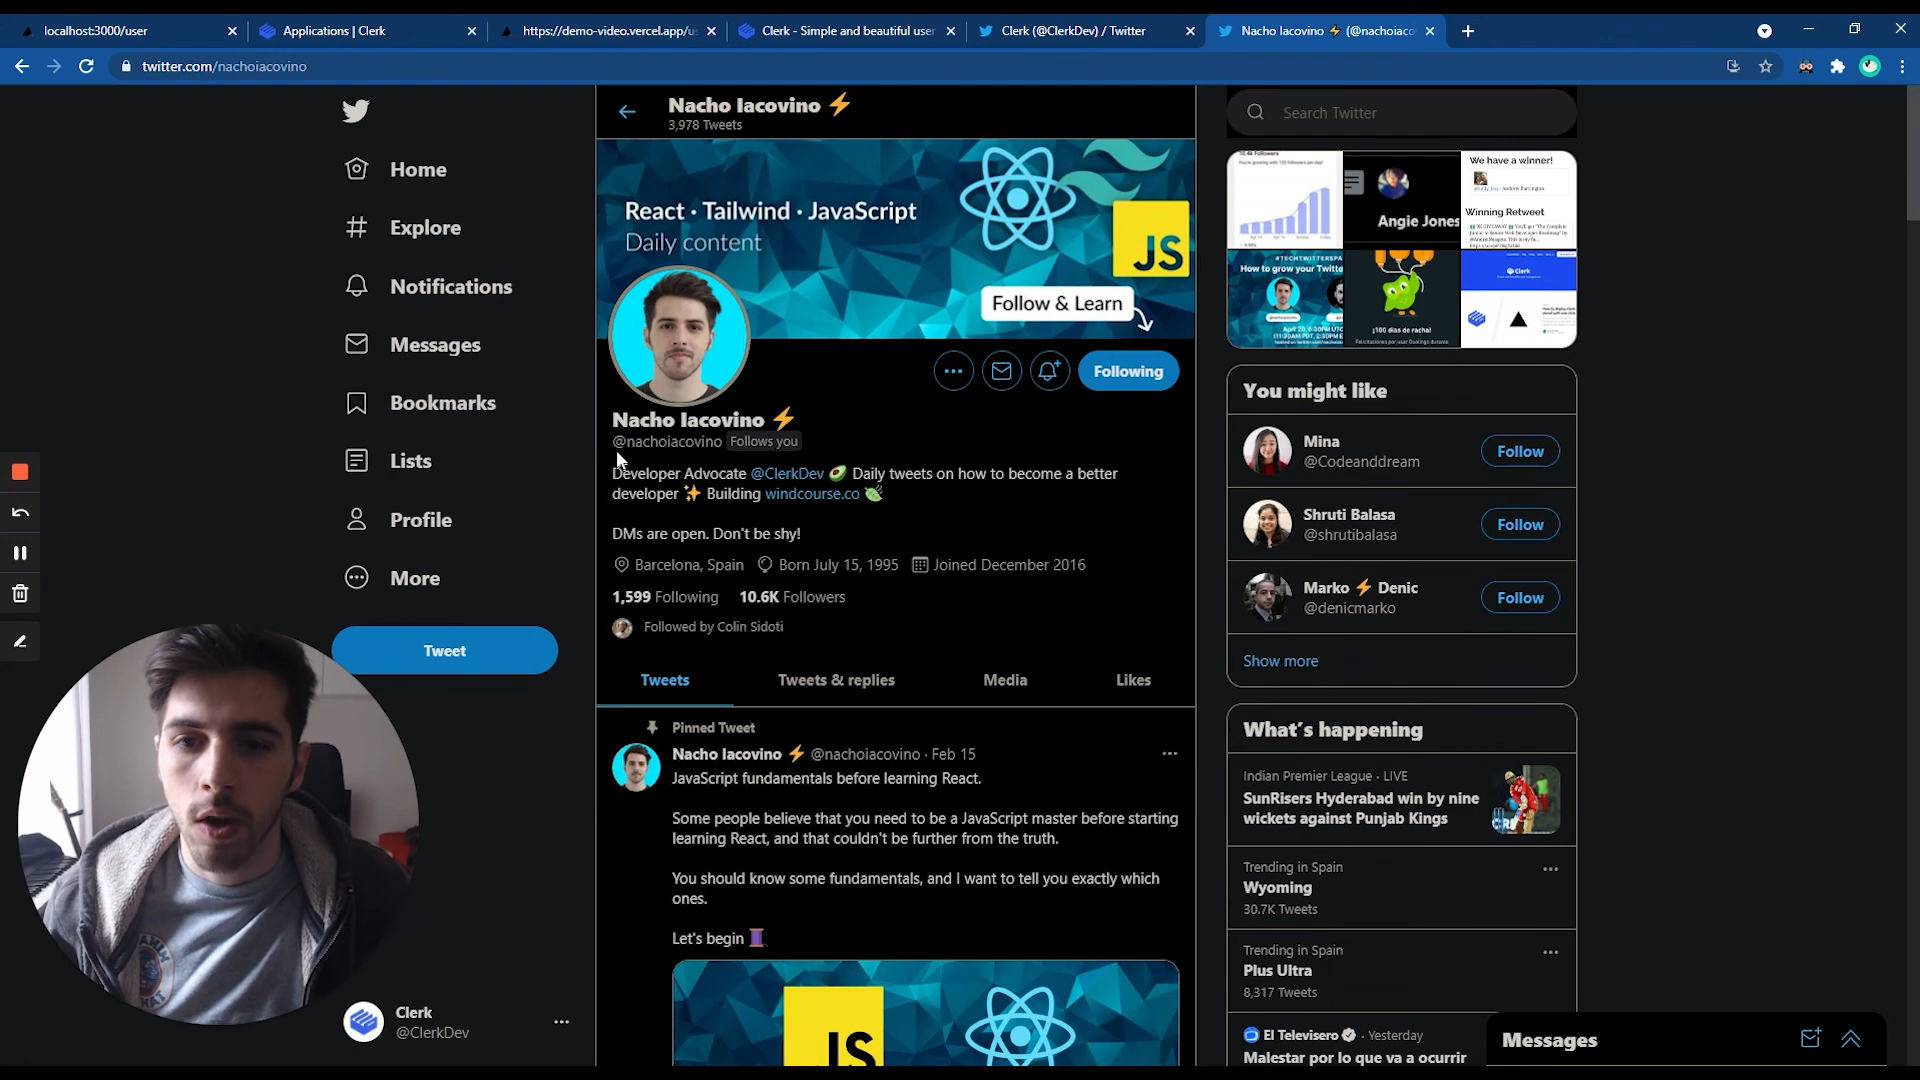 localhost:3000/user
Applications | Clerk
https://demo-video.vercel.app/u
Clerk - Simple and beautiful user
Clerk (@ClerkDev) / Twitter
Nacho Iacovino ⚡ (@nachoiaco
twitter.com/nachoiacovino
Home
Explore
Notifications
Messages
Bookmarks
Lists
Profile
More
Tweet
Clerk
@ClerkDev
Nacho Iacovino ⚡
3,978 Tweets
React · Tailwind · JavaScript
Daily content
JS
Follow & Learn
Following
Nacho Iacovino ⚡
@nachoiacovino Follows you
Developer Advocate @ClerkDev 🥑 Daily tweets on how to become a better
developer ✨ Building windcourse.co 🍃
DMs are open. Don't be shy!
Barcelona, Spain Born July 15, 1995 Joined December 2016
1,599 Following 10.6K Followers
Followed by Colin Sidoti
Tweets Tweets & replies Media Likes
Pinned Tweet
Nacho Iacovino ⚡ @nachoiacovino · Feb 15
JavaScript fundamentals before learning React.
Some people believe that you need to be a JavaScript master before starting
learning React, and that couldn't be further from the truth.
You should know some fundamentals, and I want to tell you exactly which
ones.
Let's begin 🧵
JS
Search Twitter
Angie Jones
We have a winner!
Winning Retweet
#TECHTWITTERSPA
How to grow your Twitte
¡100 días de racha!
Clerk
You might like
Mina
@Codeanddream
Follow
Shruti Balasa
@shrutibalasa
Follow
Marko ⚡ Denic
@denicmarko
Follow
Show more
What's happening
Indian Premier League · LIVE
SunRisers Hyderabad win by nine
wickets against Punjab Kings
Trending in Spain
Wyoming
30.7K Tweets
Trending in Spain
Plus Ultra
8,317 Tweets
El Televisero · Yesterday
Malestar por lo que va a ocurrir
Messages